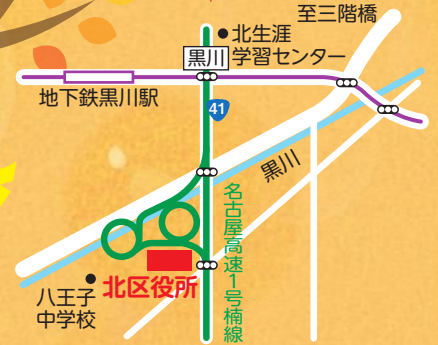 至三階橋
北生涯
学習センター
黒川
地下鉄黒川駅
41
黒川
名古屋高速1号楠線
北区役所
八王子
中学校